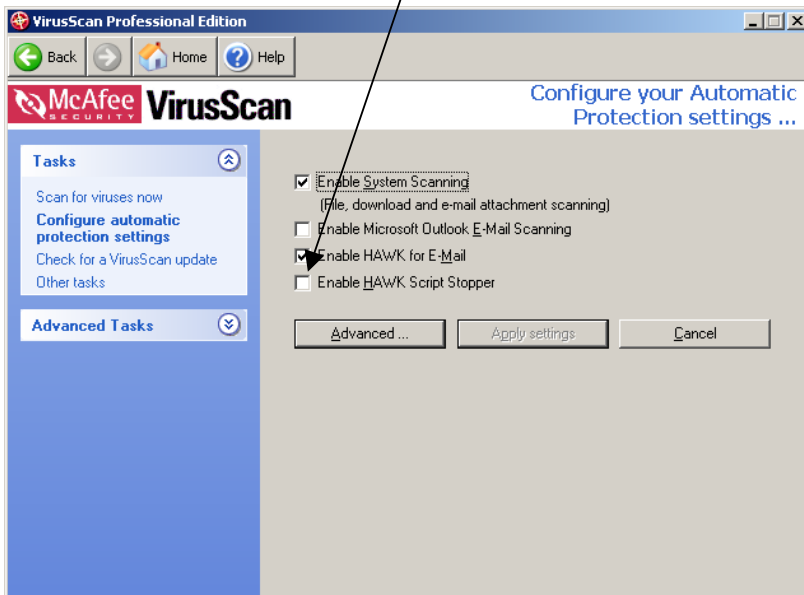 VirusScan Professional Edition
Back Home Help
McAfee SECURITY VirusScan
Configure your Automatic
Protection settings ...
Tasks
Scan for viruses now
Configure automatic
protection settings
Check for a VirusScan update
Other tasks
Advanced Tasks
Enable System Scanning
(File, download and e-mail attachment scanning)
Enable Microsoft Outlook E-Mail Scanning
Enable HAWK for E-Mail
Enable HAWK Script Stopper
Advanced ... Apply settings Cancel